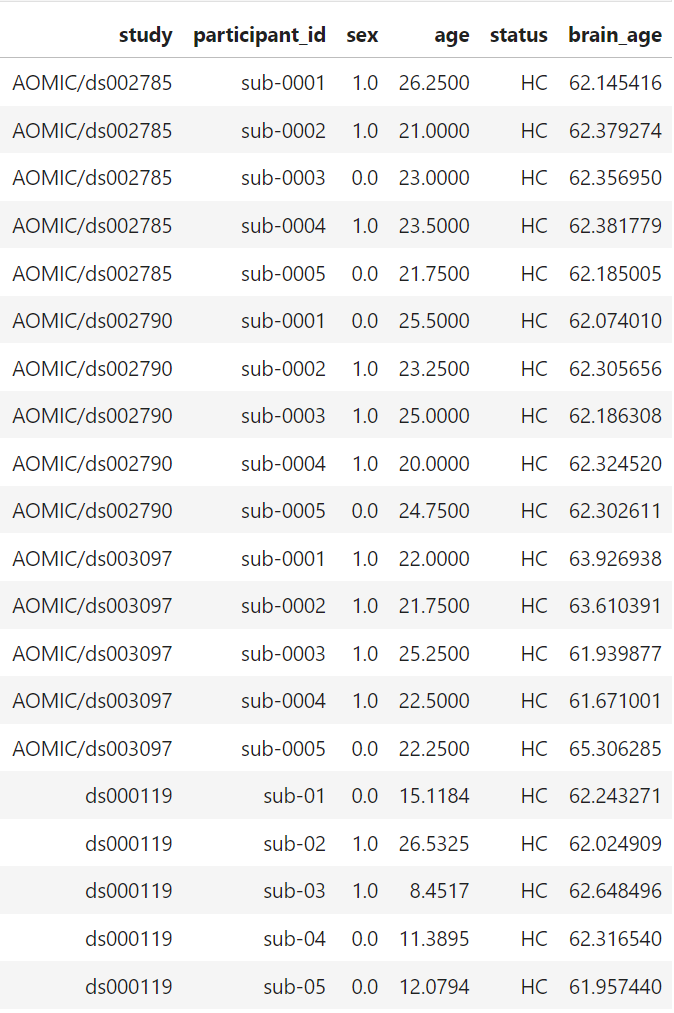 study participant_id sex age status brain_age
AOMIC/ds002785 sub-0001 1.0 26.2500 HC 62.145416
AOMIC/ds002785 sub-0002 1.0 21.0000 HC 62.379274
AOMIC/ds002785 sub-0003 0.0 23.0000 HC 62.356950
AOMIC/ds002785 sub-0004 1.0 23.5000 HC 62.381779
AOMIC/ds002785 sub-0005 0.0 21.7500 HC 62.185005
AOMIC/ds002790 sub-0001 0.0 25.5000 HC 62.074010
AOMIC/ds002790 sub-0002 1.0 23.2500 HC 62.305656
AOMIC/ds002790 sub-0003 1.0 25.0000 HC 62.186308
AOMIC/ds002790 sub-0004 1.0 20.0000 HC 62.324520
AOMIC/ds002790 sub-0005 0.0 24.7500 HC 62.302611
AOMIC/ds003097 sub-0001 1.0 22.0000 HC 63.926938
AOMIC/ds003097 sub-0002 1.0 21.7500 HC 63.610391
AOMIC/ds003097 sub-0003 1.0 25.2500 HC 61.939877
AOMIC/ds003097 sub-0004 1.0 22.5000 HC 61.671001
AOMIC/ds003097 sub-0005 0.0 22.2500 HC 65.306285
ds000119 sub-01 0.0 15.1184 HC 62.243271
ds000119 sub-02 1.0 26.5325 HC 62.024909
ds000119 sub-03 1.0 8.4517 HC 62.648496
ds000119 sub-04 0.0 11.3895 HC 62.316540
ds000119 sub-05 0.0 12.0794 HC 61.957440